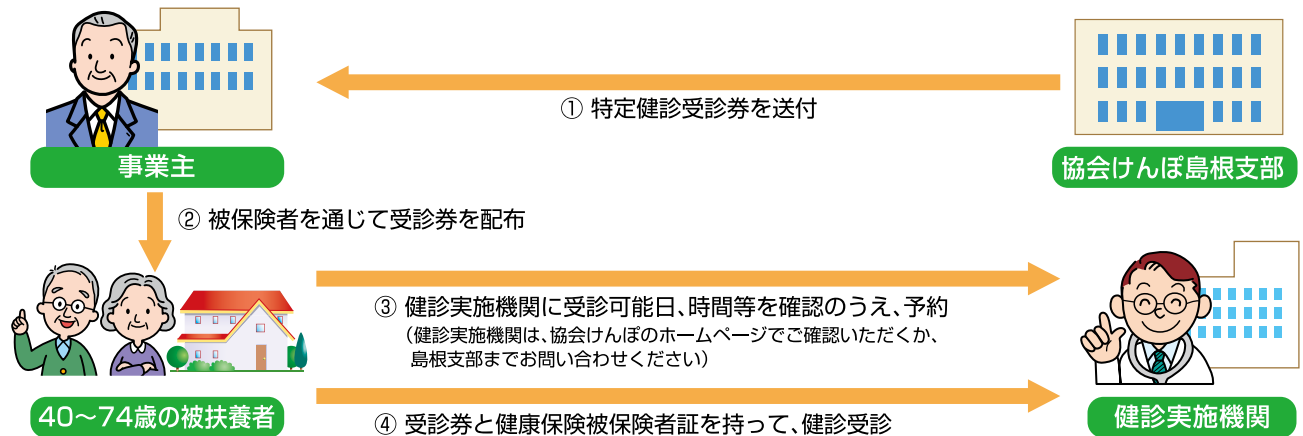 ① 特定健診受診券を送付
事業主
協会けんぽ島根支部
② 被保険者を通じて受診券を配布
③ 健診実施機関に受診可能日、時間等を確認のうえ、予約
（健診実施機関は、協会けんぽのホームページでご確認いただくか、
島根支部までお問い合わせください）
40～74歳の被扶養者
④ 受診券と健康保険被保険者証を持って、健診受診
健診実施機関